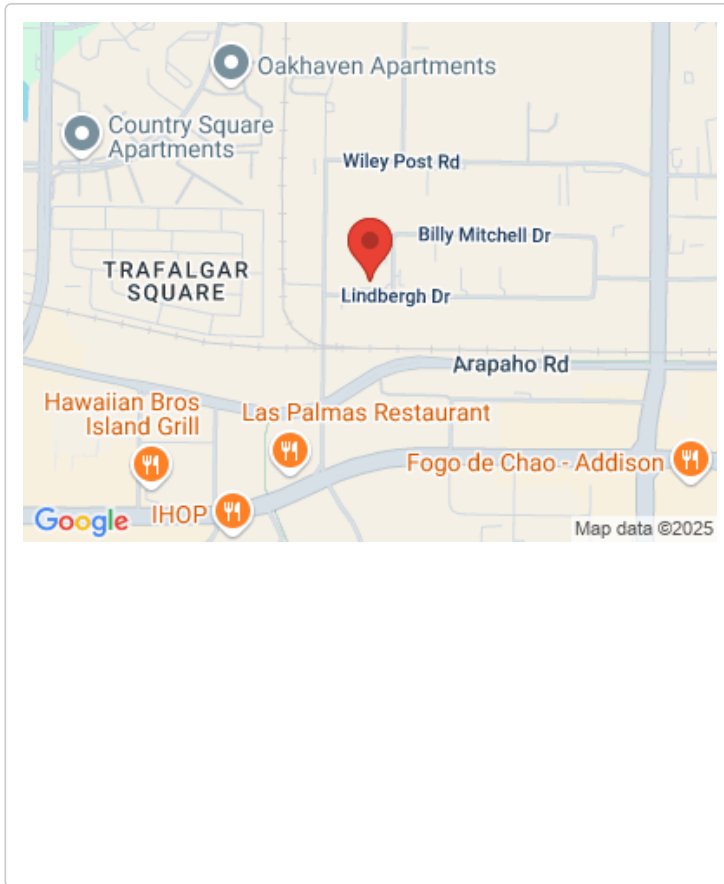 Oakhaven Apartments
Country Square
Apartments
Wiley Post Rd
Billy Mitchell Dr
TRAFALGAR
SQUARE
Lindbergh Dr
Arapaho Rd
Hawaiian Bros
Island Grill
Las Palmas Restaurant
Fogo de Chao - Addison
IHOP
Google
Map data ©2025